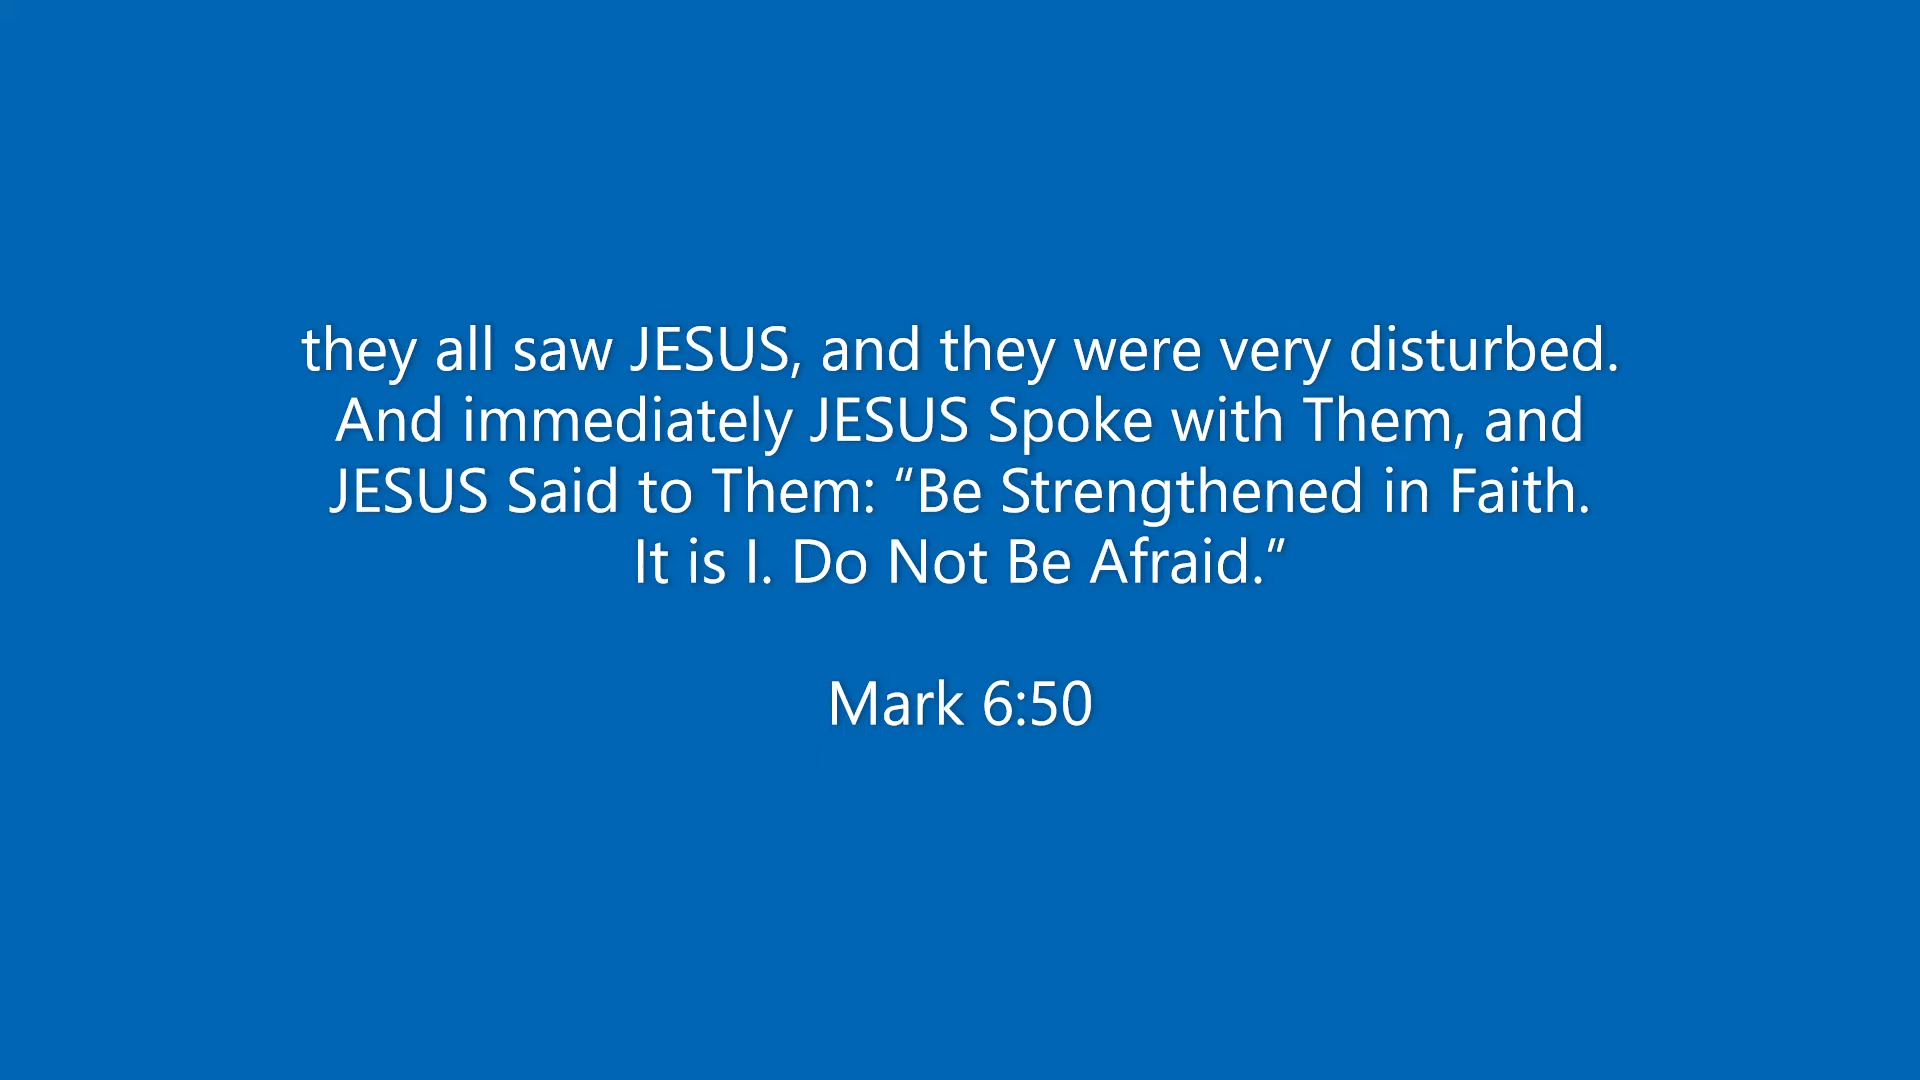 they all saw JESUS, and they were very disturbed.
And immediately JESUS Spoke with Them, and
JESUS Said to Them: “Be Strengthened in Faith.
It is I. Do Not Be Afraid.”
Mark 6:50